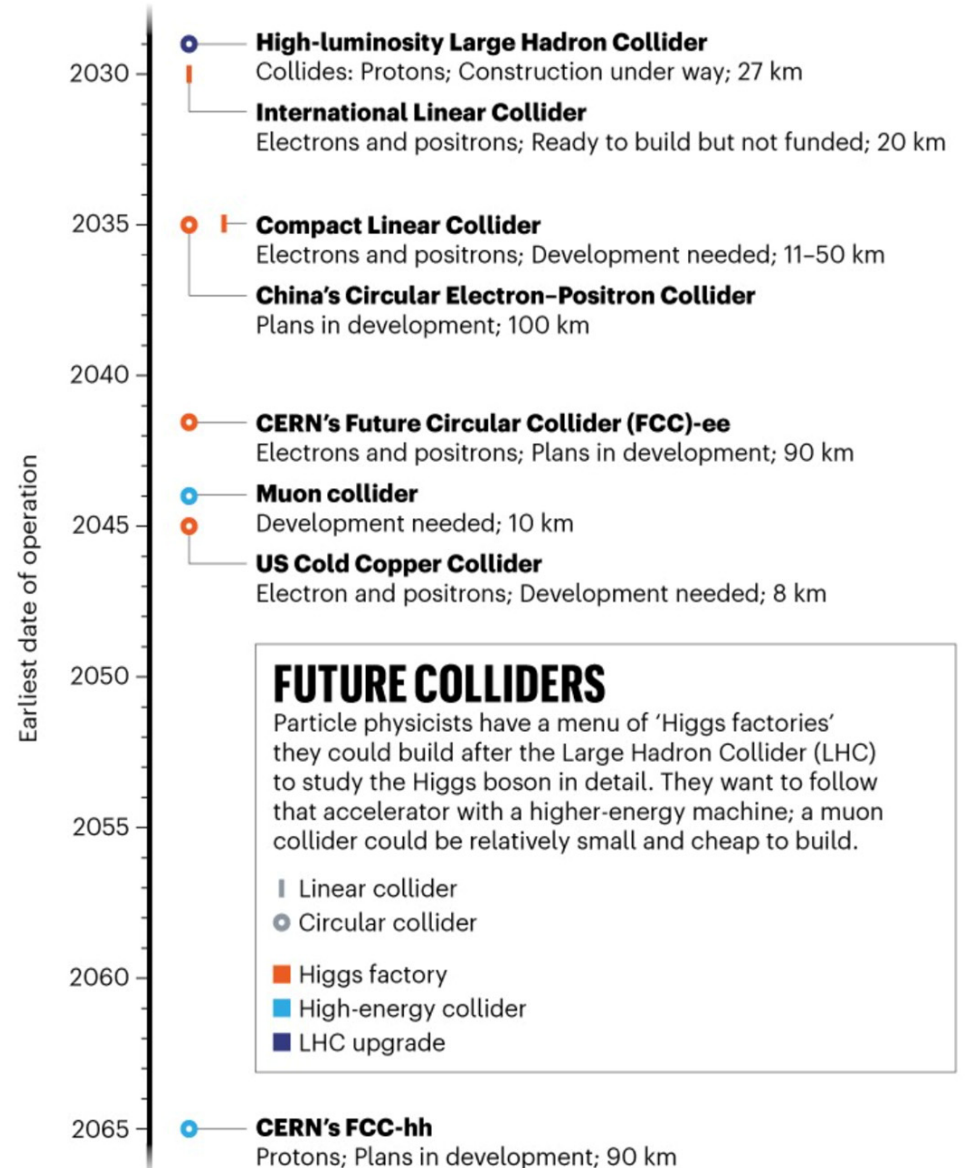 High-luminosity Large Hadron Collider
2030
Collides: Protons; Construction under way; 27 km
International Linear Collider
Electrons and positrons; Ready to build but not funded; 20 km
2035
Compact Linear Collider
Electrons and positrons; Development needed; 11–50 km
China's Circular Electron–Positron Collider
Plans in development; 100 km
2040
CERN's Future Circular Collider (FCC)-ee
Electrons and positrons; Plans in development; 90 km
Muon collider
2045
Development needed; 10 km
US Cold Copper Collider
Electron and positrons; Development needed; 8 km
Earliest date of operation
2050
FUTURE COLLIDERS
Particle physicists have a menu of ‘Higgs factories’
they could build after the Large Hadron Collider (LHC)
to study the Higgs boson in detail. They want to follow
that accelerator with a higher-energy machine; a muon
2055
collider could be relatively small and cheap to build.
Linear collider
Circular collider
2060
Higgs factory
High-energy collider
LHC upgrade
2065
CERN's FCC-hh
Protons; Plans in development; 90 km